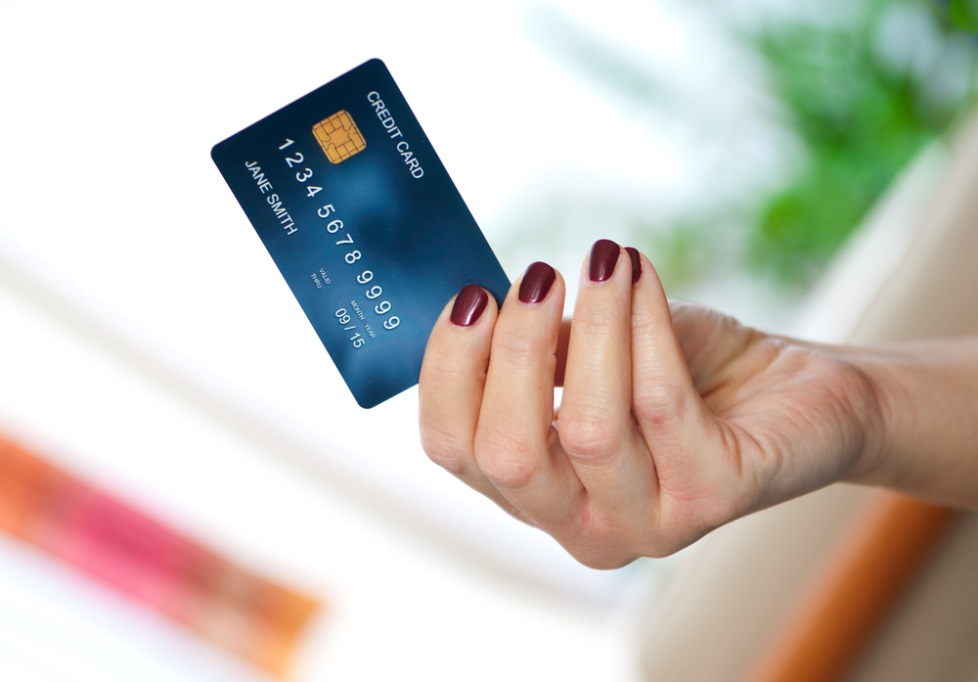 CREDIT CARD
1234 5678 9999
MONTH YEAR
VALID
THRU
09/15
JANE SMITH